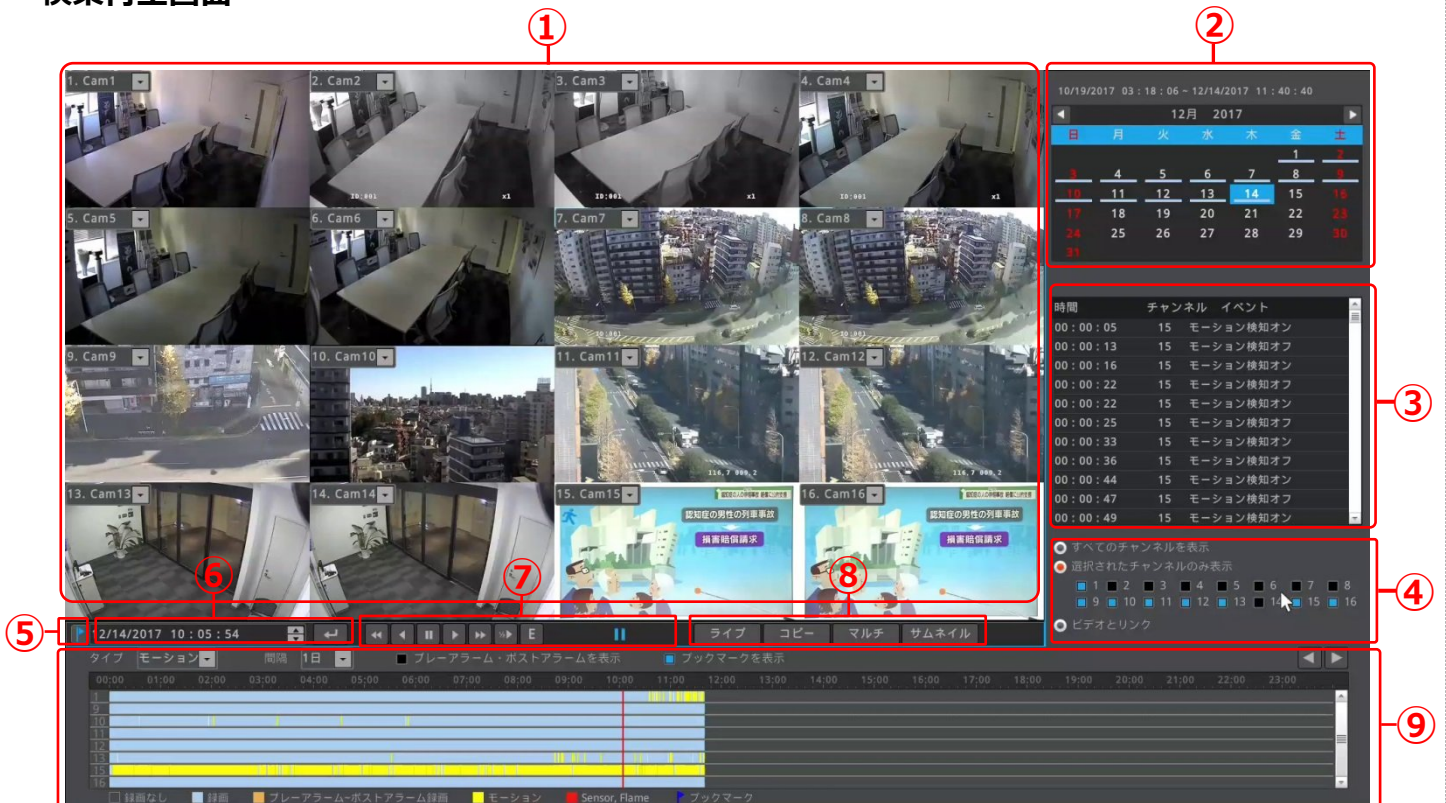 検索再生画面
① ②
1. Cam1 2. Cam2 3. Cam3 4. Cam4
ID:001 x1 ID:001 x1
5. Cam5 6. Cam6 7. Cam7 8. Cam8
ID:001 ID:001
9. Cam9 10. Cam10 11. Cam11 12. Cam12
13. Cam13 14. Cam14 15. Cam15 16. Cam16
認知症の男性の列車事故 認知症の男性の列車事故
損害賠償請求 損害賠償請求
10/19/2017 03 : 18 : 06 ~ 12/14/2017 11 : 40 : 40
12月 2017
日 月 火 水 木 金 土
1 2
3 4 5 6 7 8 9
10 11 12 13 14 15 16
17 18 19 20 21 22 23
24 25 26 27 28 29 30
31
時間 チャンネル イベント
00 : 00 : 05 15 モーション検知オン
00 : 00 : 13 15 モーション検知オフ
00 : 00 : 16 15 モーション検知オン
00 : 00 : 22 15 モーション検知オフ
00 : 00 : 22 15 モーション検知オン
00 : 00 : 25 15 モーション検知オフ
00 : 00 : 33 15 モーション検知オン
00 : 00 : 36 15 モーション検知オフ
00 : 00 : 44 15 モーション検知オン
00 : 00 : 47 15 モーション検知オフ
00 : 00 : 49 15 モーション検知オン
③
すべてのチャンネルを表示
選択されたチャンネルのみ表示
1 2 3 4 5 6 7 8
9 10 11 12 13 14 15 16
ビデオとリンク
④
⑥ ⑦ ⑧
⑤ 12/14/2017 10 : 05 : 54 E ライブ コピー マルチ サムネイル
タイプ モーション 間隔 1日 プレーアラーム・ポストアラームを表示 ブックマークを表示
00;00 01;00 02;00 03;00 04;00 05;00 06;00 07;00 08;00 09;00 10;00 11;00 12;00 13;00 14;00 15;00 16;00 17;00 18;00 19;00 20;00 21;00 22;00 23;00
1
9
10
11
12
13
15
16
⑨
録画なし 録画 プレーアラーム-ポストアラーム録画 モーション Sensor, Flame ブックマーク